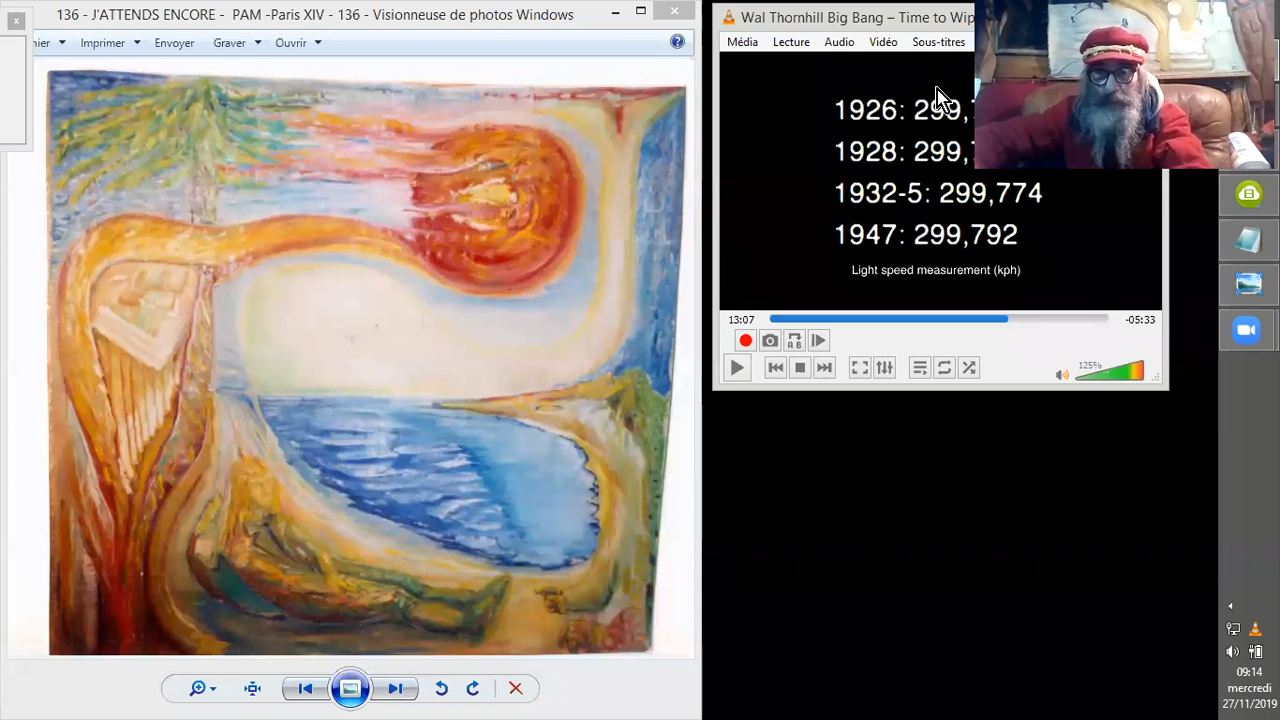 136 - J'ATTENDS ENCORE - PAM -Paris XIV - 136 - Visionneuse de photos Windows
Imprimer
Envoyer
Graver
Ouvrir
Wal Thornhill Big Bang – Time to Wip
Média Lecture Audio Vidéo Sous-titres
1926: 299,
1928: 299,
1932-5: 299,774
1947: 299,792
Light speed measurement (kph)
13:07
-05:33
125%
09:14
mercredi
27/11/2019